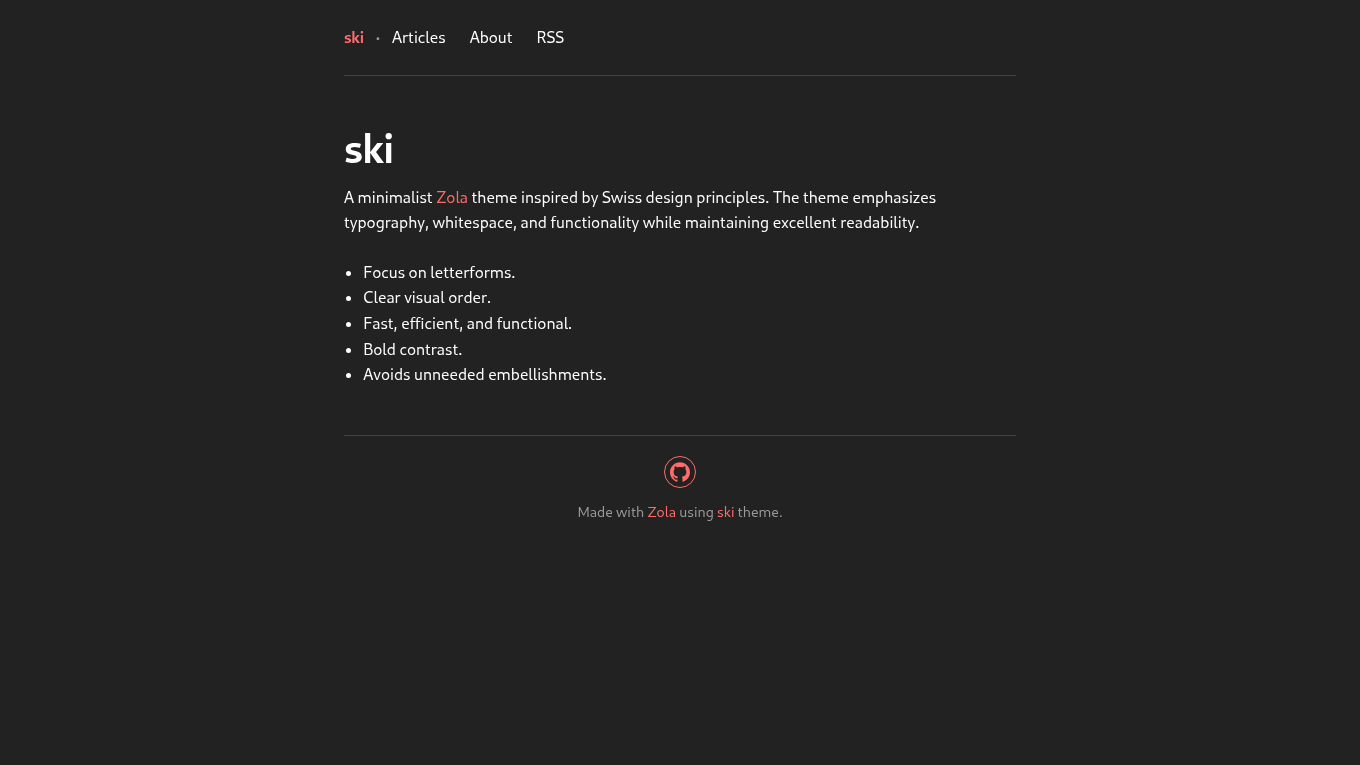 ski • Articles About RSS
ski
A minimalist Zola theme inspired by Swiss design principles. The theme emphasizes
typography, whitespace, and functionality while maintaining excellent readability.
• Focus on letterforms.
• Clear visual order.
• Fast, efficient, and functional.
• Bold contrast.
• Avoids unneeded embellishments.
Made with Zola using ski theme.